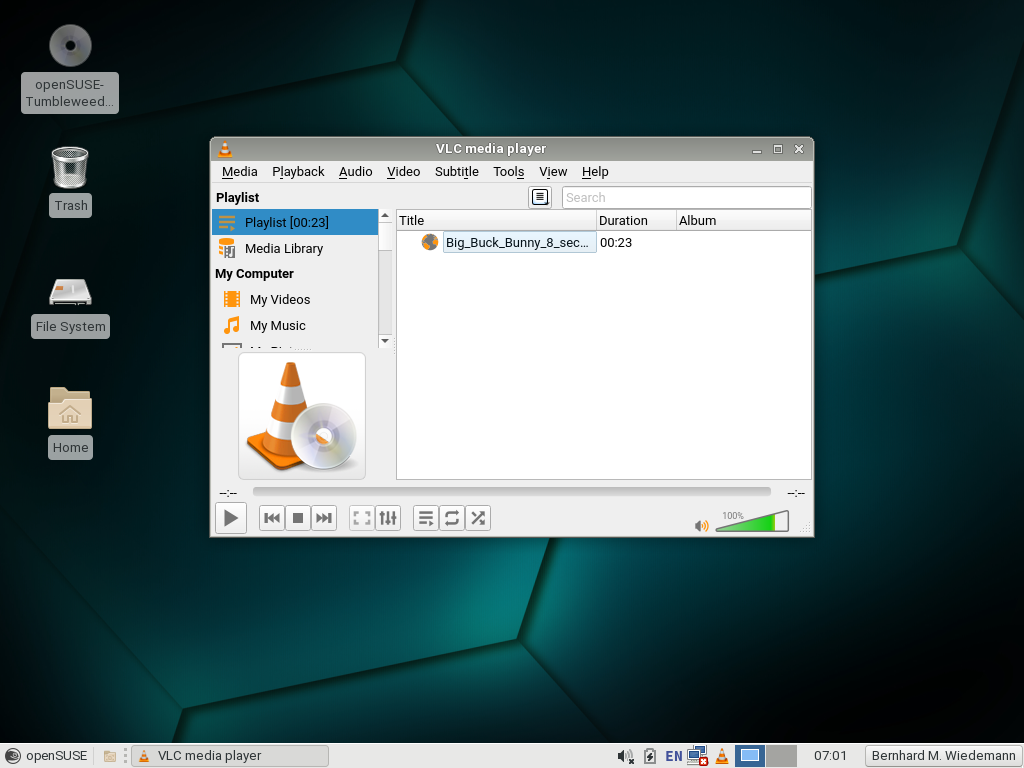 openSUSE-
Tumbleweed...
Trash
File System
Home
VLC media player
Media Playback Audio Video Subtitle Tools View Help
Playlist
Search
Playlist [00:23]
Media Library
My Computer
My Videos
My Music
Title Duration Album
Big_Buck_Bunny_8_sec... 00:23
--:--
--:--
100%
openSUSE
VLC media player
EN
07:01
Bernhard M. Wiedemann